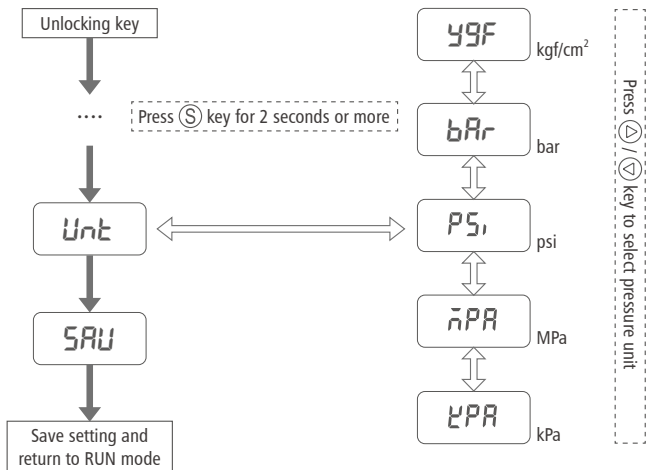 Unlocking key
....
Press Ⓢ key for 2 seconds or more
Unt
SAU
Save setting and
return to RUN mode
ygF
kgf/cm²
bAr
bar
PSi
psi
MPA
MPa
kPA
kPa
Press △ / ▽ key to select pressure unit